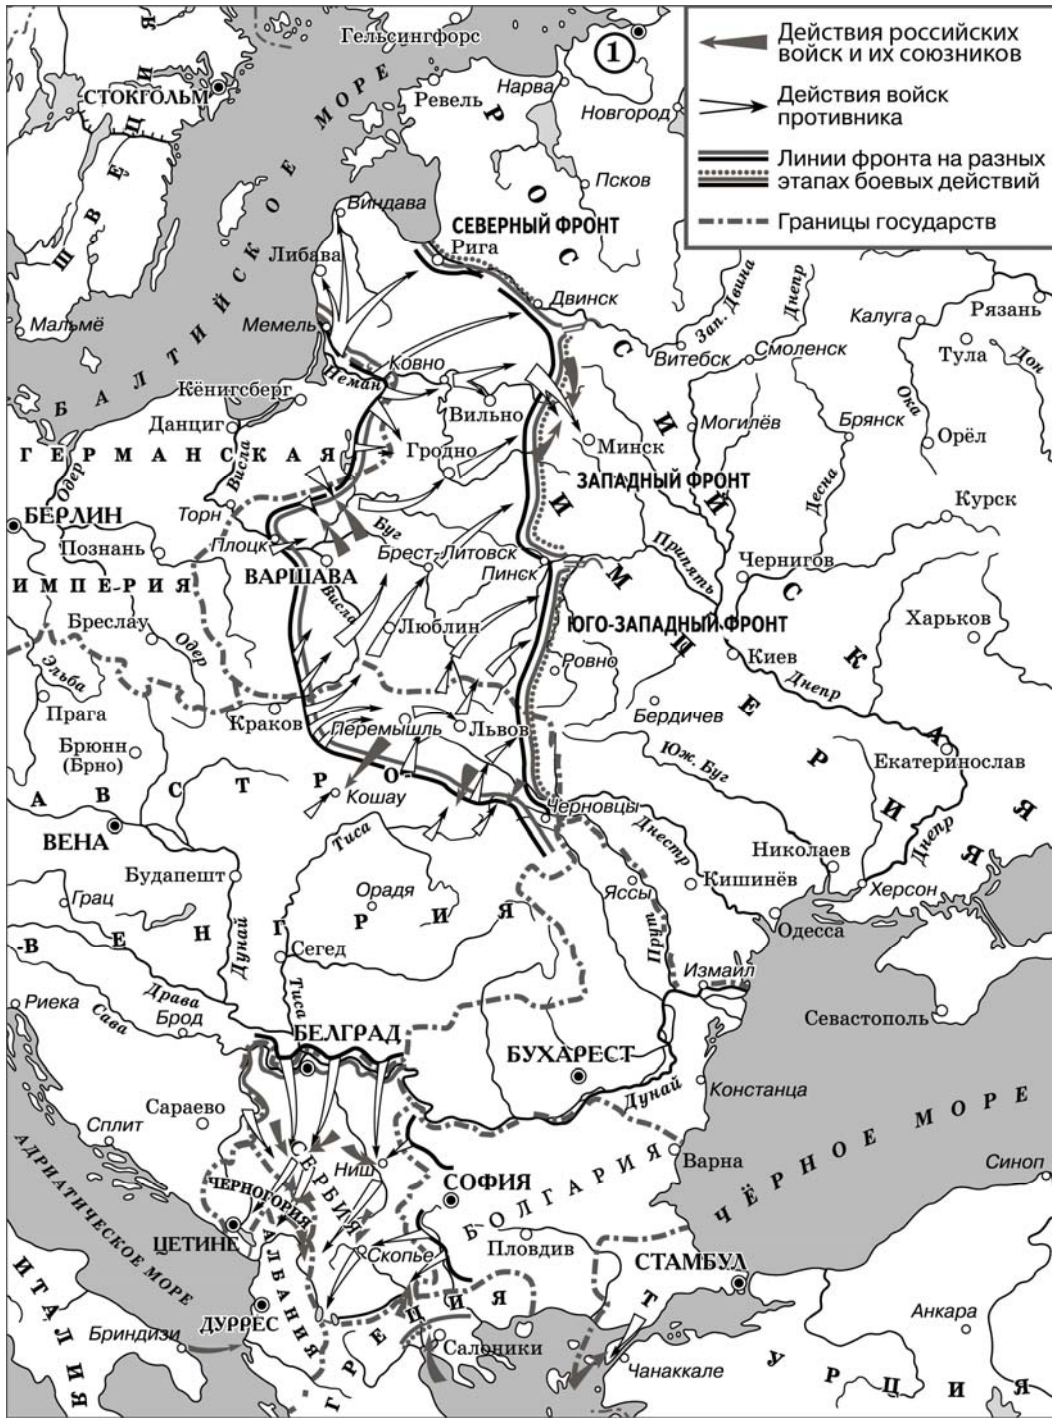 Гельсингфорс
1
Действия российских
войск и их союзников
СТОКГОЛЬМ
Ревель
Нарва
Новгород
Действия войск
противника
Линии фронта на разных
этапах боевых действий
Псков
Границы государств
ШВЕЦИЯ
БАЛТИЙСКОЕ МОРЕ
РОССИЙСКАЯ ИМПЕРИЯ
Виндава
СЕВЕРНЫЙ ФРОНТ
Рига
Либава
Двинск
Зап. Двина
Днепр
Рязань
Калуга
Мальмё
Мемель
Витебск
Смоленск
Тула
Дон
Ковно
Неман
Кёнигсберг
Вильно
Ока
Данциг
Могилёв
Брянск
Минск
Орёл
ГЕРМАНСКАЯ
Гродно
Висла
Одер
ЗАПАДНЫЙ ФРОНТ
Десна
Курск
Торн
БЕРЛИН
Буг
Плоцк
Познань
Брест-Литовск
Припять
ВАРШАВА
Пинск
Чернигов
ИМПЕРИЯ
Висла
Бреслау
Люблин
ЮГО-ЗАПАДНЫЙ ФРОНТ
Харьков
Одер
Эльба
Ровно
Киев
Днепр
Прага
Краков
Перемышль
Львов
Бердичев
Брюнн
(Брно)
Юж. Буг
Екатеринослав
АВСТРО-
Кошау
Черновцы
ВЕНА
Тиса
Днестр
Днепр
Николаев
Будапешт
Кишинёв
Херсон
Грац
Орадя
Яссы
Одесса
-ВЕНГРИЯ
Дунай
Сегед
Прут
Измаил
Риека
Драва
Тиса
Сава
Брод
БЕЛГРАД
Севастополь
БУХАРЕСТ
Констанца
Дунай
Сараево
Сплит
ЧЁРНОЕ МОРЕ
АДРИАТИЧЕСКОЕ МОРЕ
СЕРБИЯ
Ниш
Варна
Синоп
ЧЕРНОГОРИЯ
СОФИЯ
БОЛГАРИЯ
ЦЕТИНЕ
Скопье
Пловдив
СТАМБУЛ
АЛБАНИЯ
ИТАЛИЯ
ДУРРЕС
ГРЕЦИЯ
Анкара
Бриндизи
Салоники
Чанаккале
ТУРЦИЯ